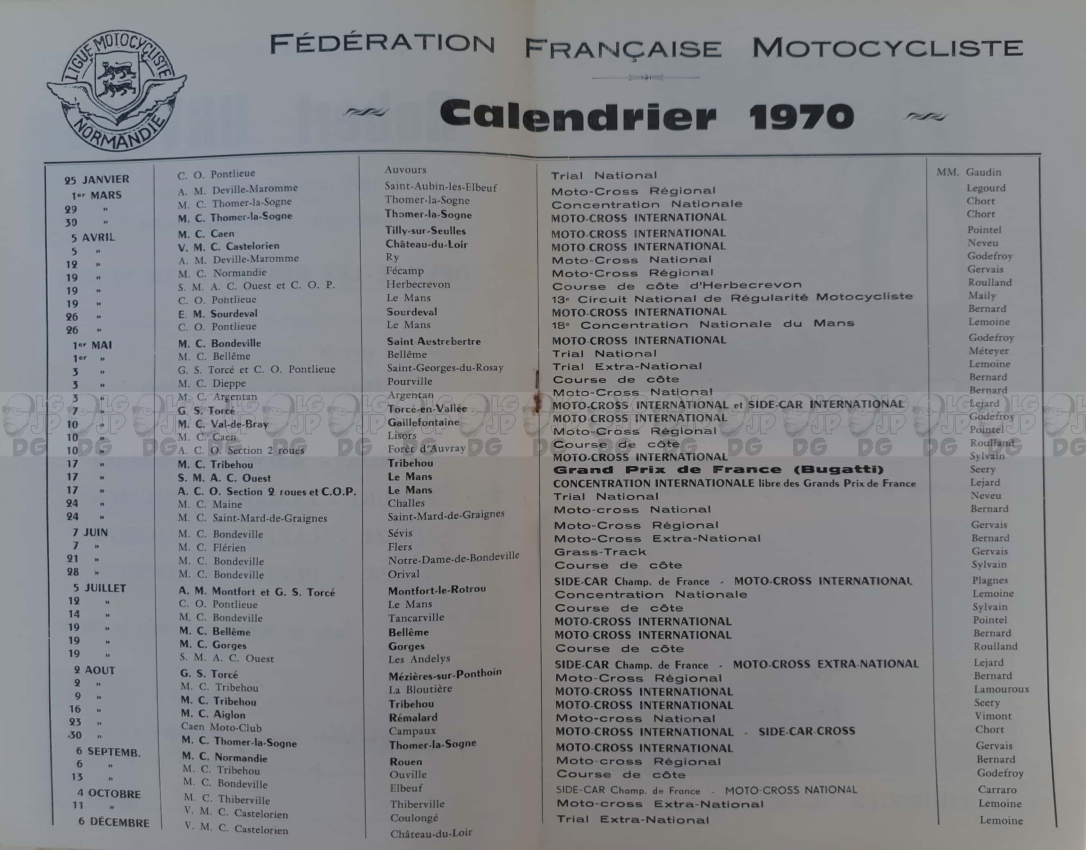 LIGUE MOTOCYCLISTE
NORMANDIE
FÉDÉRATION FRANÇAISE MOTOCYCLISTE
Calendrier 1970
25 JANVIER C. O. Pontlieue Auvours Trial National MM. Gaudin
1er MARS A. M. Deville-Maromme Saint-Aubin-les-Elbeuf Moto-Cross Régional Legourd
29 " M. C. Thomer-la-Sogne Thomer-la-Sogne Concentration Nationale Chort
30 " M. C. Thomer-la-Sogne Thomer-la-Sogne MOTO-CROSS INTERNATIONAL Chort
5 AVRIL M. C. Caen Tilly-sur-Seulles MOTO-CROSS INTERNATIONAL Pointel
5 " V. M. C. Castelorien Château-du-Loir MOTO-CROSS INTERNATIONAL Neveu
12 " A. M. Deville-Maromme Ry Moto-Cross National Godefroy
19 " M. C. Normandie Fécamp Moto-Cross Régional Gervais
19 " S. M. A. C. Ouest et C. O. P. Herbecrevon Course de côte d'Herbecrevon Roulland
19 " C. O. Pontlieue Le Mans 13e Circuit National de Régularité Motocycliste Maily
26 " E. M. Sourdeval Sourdeval MOTO-CROSS INTERNATIONAL Bernard
26 " C. O. Pontlieue Le Mans 18e Concentration Nationale du Mans Lemoine
1er MAI M. C. Bondeville Saint-Austrebertre MOTO-CROSS INTERNATIONAL Godefroy
1er " M. C. Bellême Bellême Trial National Méteyer
3 " G. S. Torcé et C. O. Pontlieue Saint-Georges-du-Rosay Trial Extra-National Lemoine
3 " M. C. Dieppe Pourville Course de côte Bernard
3 " M. C. Argentan Argentan Moto-Cross National Bernard
7 " G. S. Torcé Torcé-en-Vallée MOTO-CROSS INTERNATIONAL et SIDE-CAR INTERNATIONAL Lejard
10 " M. C. Val-de-Bray Gaillefontaine MOTO-CROSS INTERNATIONAL Godefroy
10 " M. C. Caen Lisors Moto-Cross Régional Pointel
10 " A. C. O. Section 2 roues Forêt d'Auvray Course de côte Roulland
17 " M. C. Tribehou Tribehou MOTO-CROSS INTERNATIONAL Sylvain
17 " S. M. A. C. Ouest Le Mans Grand Prix de France (Bugatti) Seery
17 " A. C. O. Section 2 roues et C.O.P. Le Mans CONCENTRATION INTERNATIONALE libre des Grands Prix de France Lejard
24 " M. C. Maine Challes Trial National Neveu
24 " M. C. Saint-Mard-de-Graignes Saint-Mard-de-Graignes Moto-cross National Bernard
7 JUIN M. C. Bondeville Sévis Moto-Cross Régional Gervais
7 " M. C. Flérien Flers Moto-Cross Extra-National Bernard
21 " M. C. Bondeville Notre-Dame-de-Bondeville Grass-Track Gervais
28 " M. C. Bondeville Orival Course de côte Sylvain
5 JUILLET A. M. Montfort et G. S. Torcé Montfort-le-Rotrou SIDE-CAR Champ. de France - MOTO-CROSS INTERNATIONAL Plagnes
12 " C. O. Pontlieue Le Mans Concentration Nationale Lemoine
14 " M. C. Bondeville Tancarville Course de côte Sylvain
19 " M. C. Bellême Bellême MOTO-CROSS INTERNATIONAL Pointel
19 " M. C. Gorges Gorges MOTO-CROSS INTERNATIONAL Bernard
19 " S. M. A. C. Ouest Les Andelys Course de côte Roulland
2 AOUT G. S. Torcé Mézières-sur-Ponthoin SIDE-CAR Champ. de France - MOTO-CROSS EXTRA-NATIONAL Lejard
2 " M. C. Tribehou La Bloutière Moto-Cross Régional Bernard
9 " M. C. Tribehou Tribehou MOTO-CROSS INTERNATIONAL Lamourous
16 " M. C. Aiglon Rémalard MOTO-CROSS INTERNATIONAL Seery
23 " Caen Moto-Club Campaux Moto-cross National Vimont
30 " M. C. Thomer-la-Sogne Thomer-la-Sogne MOTO-CROSS INTERNATIONAL - SIDE-CAR-CROSS Chort
6 SEPTEMB. M. C. Normandie Rouen MOTO-CROSS INTERNATIONAL Gervais
6 " M. C. Tribehou Ouville Moto-cross Régional Bernard
13 " M. C. Bondeville Elbeuf Course de côte Godefroy
4 OCTOBRE M. C. Thiberville Thiberville SIDE-CAR Champ. de France - MOTO-CROSS NATIONAL Carraro
11 " V. M. C. Castelorien Coulongé Moto-cross Extra-National Lemoine
6 DÉCEMBRE V. M. C. Castelorien Château-du-Loir Trial Extra-National Lemoine